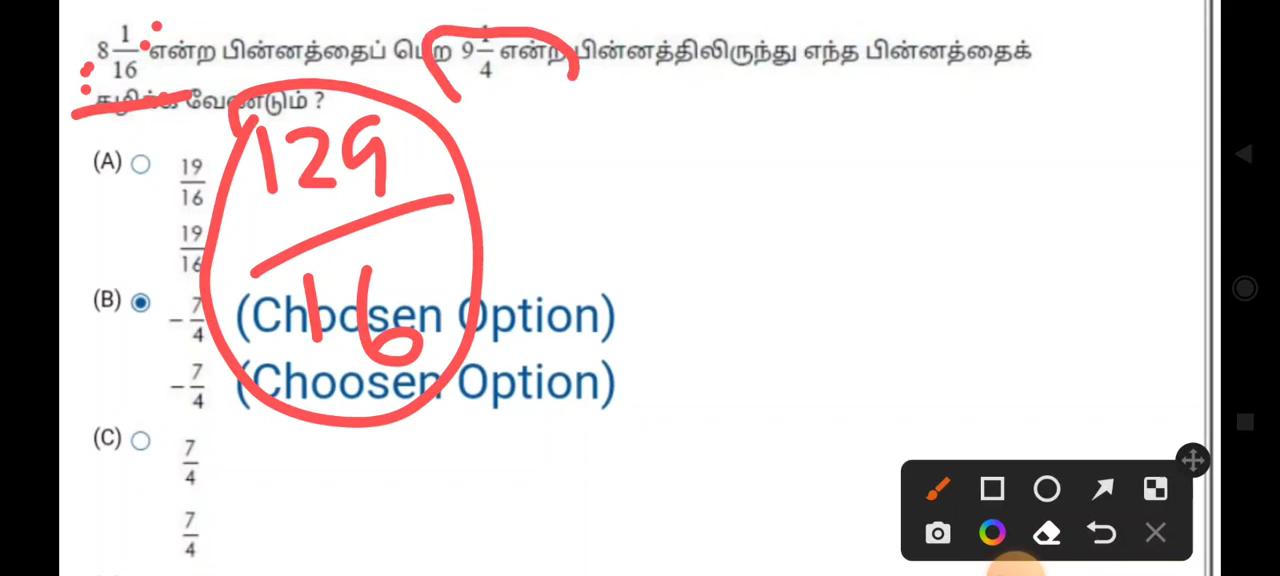 8 1/16 என்ற பின்னத்தைப் பெற 9 1/4 என்ற பின்னத்திலிருந்து எந்த பின்னத்தைக்
கழிக்க வேண்டும் ?
129
16
(A) 19/16
19/16
(B) -7/4 (Choosen Option)
-7/4 (Choosen Option)
(C) 7/4
7/4